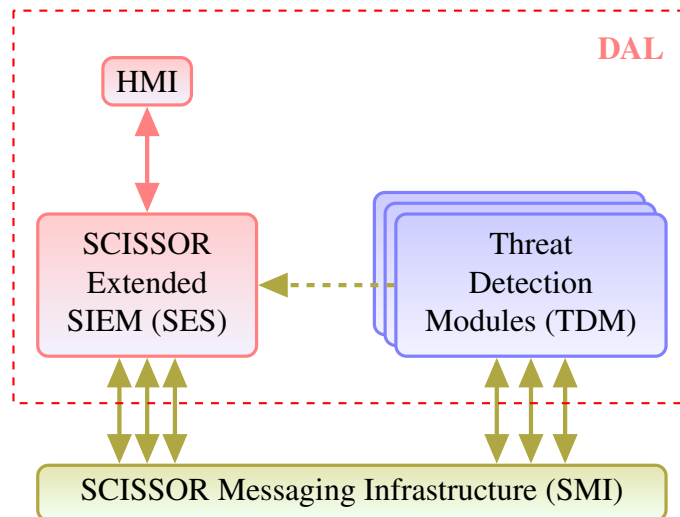 DAL
HMI
SCISSOR
Extended
SIEM (SES)
Threat
Detection
Modules (TDM)
SCISSOR Messaging Infrastructure (SMI)